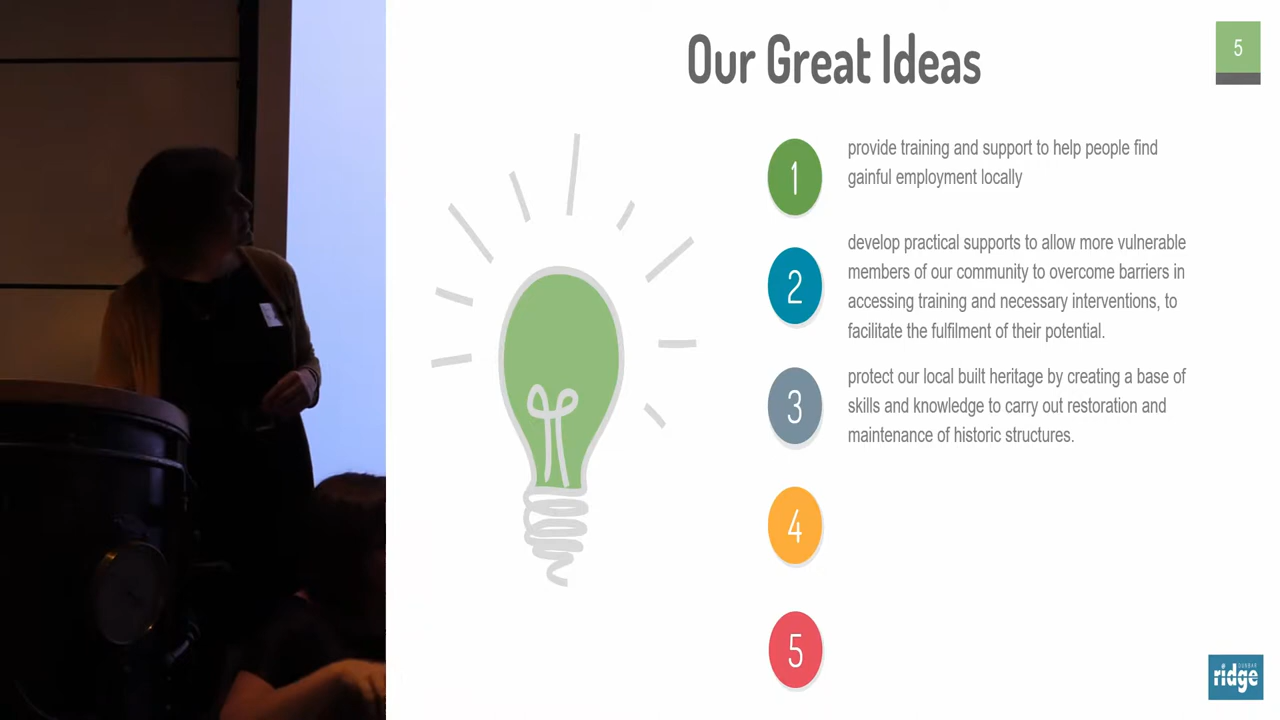 Our Great Ideas
5
1
provide training and support to help people find
gainful employment locally
2
develop practical supports to allow more vulnerable
members of our community to overcome barriers in
accessing training and necessary interventions, to
facilitate the fulfilment of their potential.
3
protect our local built heritage by creating a base of
skills and knowledge to carry out restoration and
maintenance of historic structures.
4
5
DUNBAR
ridge